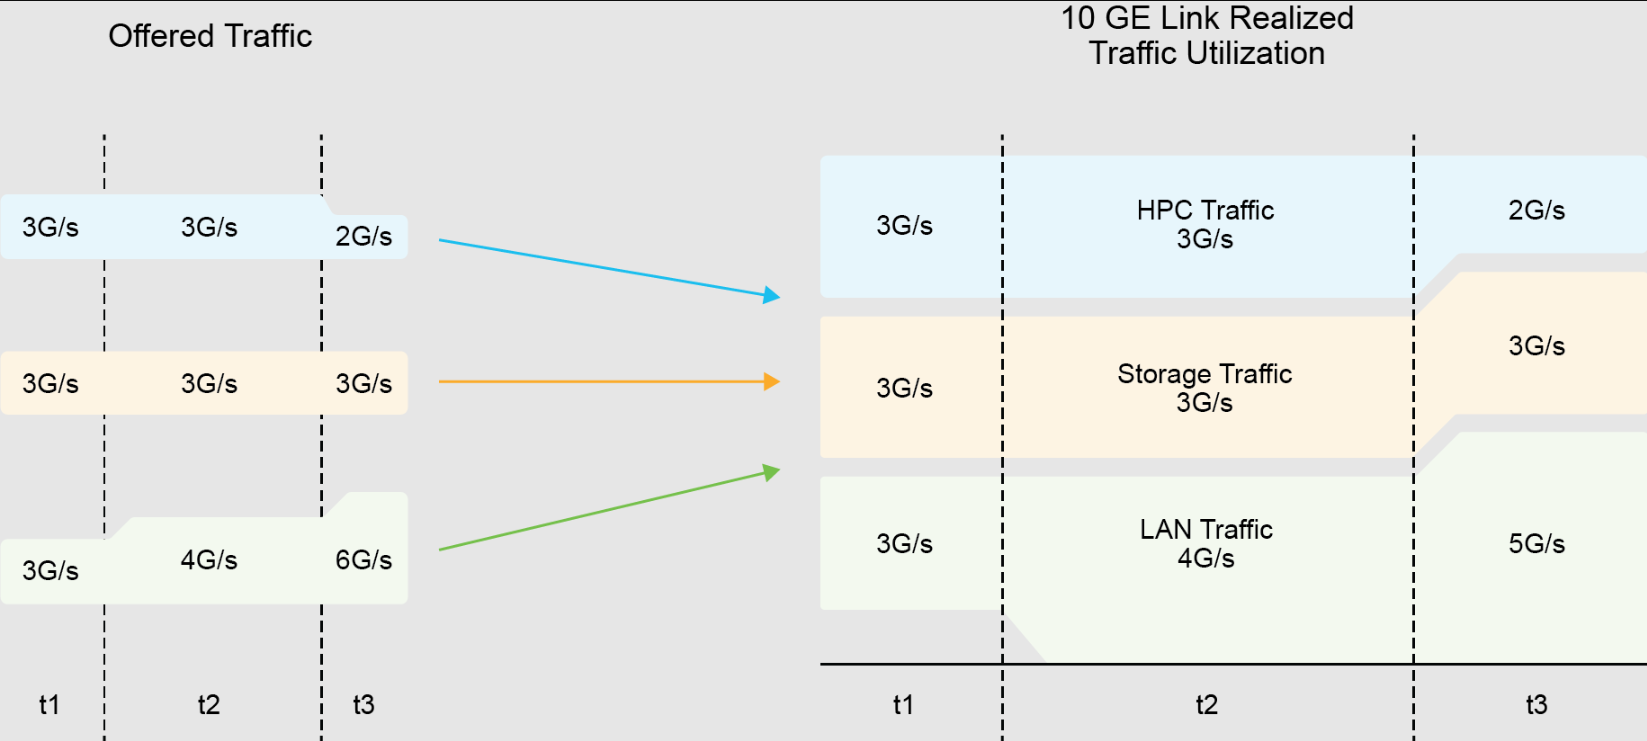 Offered Traffic
10 GE Link Realized
Traffic Utilization
3G/s
3G/s
2G/s
3G/s
3G/s
3G/s
3G/s
4G/s
6G/s
t1
t2
t3
3G/s
HPC Traffic
3G/s
2G/s
3G/s
Storage Traffic
3G/s
3G/s
3G/s
LAN Traffic
4G/s
5G/s
t1
t2
t3